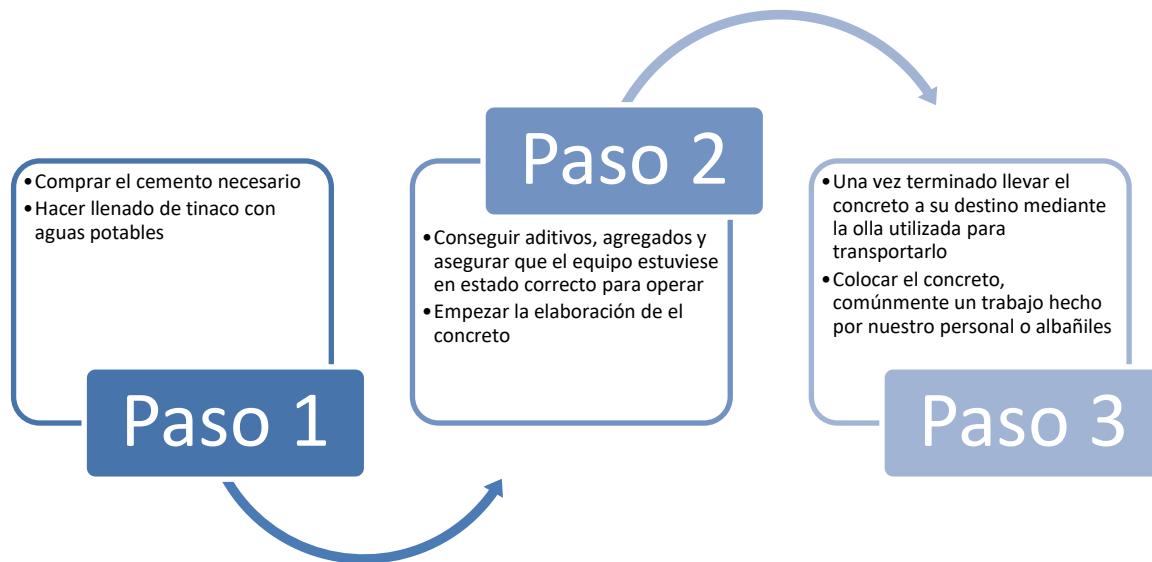 •Comprar el cemento necesario
•Hacer llenado de tinaco con
aguas potables
Paso 1
Paso 2
•Conseguir aditivos, agregados y
asegurar que el equipo estuviese
en estado correcto para operar
•Empezar la elaboración de el
concreto
•Una vez terminado llevar el
concreto a su destino mediante
la olla utilizada para
transportarlo
•Colocar el concreto,
comúnmente un trabajo hecho
por nuestro personal o albañiles
Paso 3